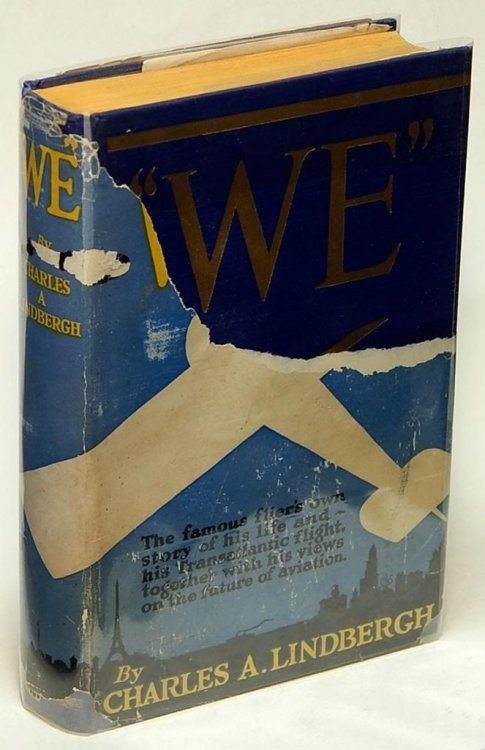 WE"
BY
CHARLES
A
LINDBERGH
"WE"
The famous flier's own
story of his life and ~
his Transatlantic flight,
together with his views
on the future of aviation.
By
CHARLES A. LINDBERGH